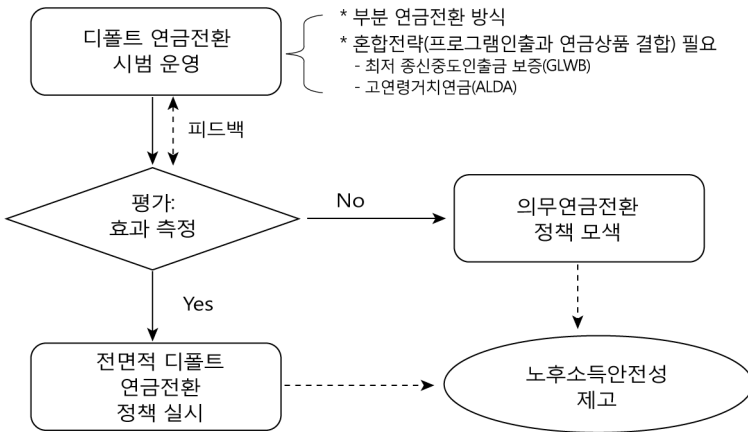 디폴트 연금전환
시범 운영
* 부분 연금전환 방식
* 혼합전략(프로그램인출과 연금상품 결합) 필요
- 최저 종신중도인출금 보증(GLWB)
- 고연령거치연금(ALDA)
피드백
평가:
효과 측정
No
의무연금전환
정책 모색
Yes
전면적 디폴트
연금전환
정책 실시
노후소득안전성
제고